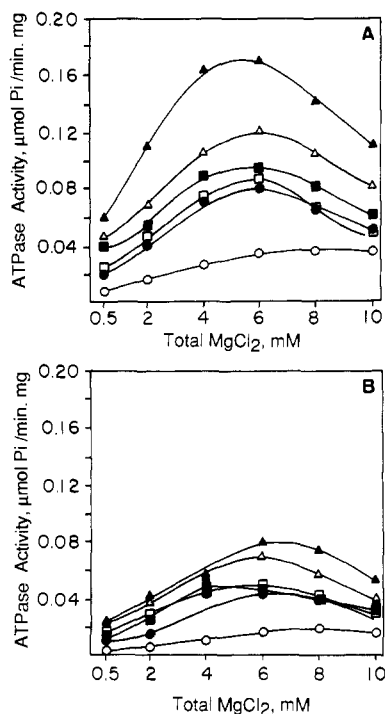 A
0.20
0.16
0.12
0.08
0.04
ATPase Activity, μmol Pi /min. mg
0.5 2 4 6 8 10
Total MgCl2, mM
B
0.20
0.16
0.12
0.08
0.04
ATPase Activity, μmol Pi /min. mg
0.5 2 4 6 8 10
Total MgCl2, mM